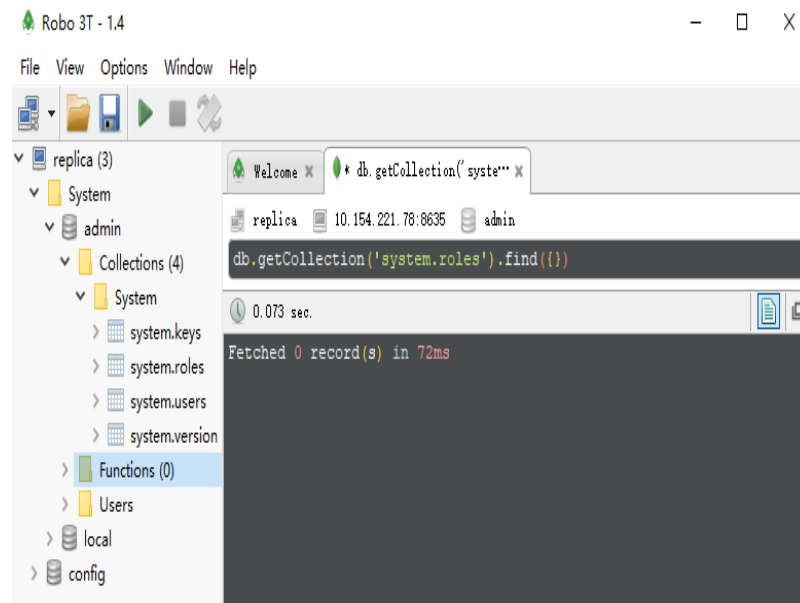 Robo 3T - 1.4
File View Options Window Help
replica (3)
System
admin
Collections (4)
System
system.keys
system.roles
system.users
system.version
Functions (0)
Users
local
config
Welcome
* db.getCollection('syste…
replica 10.154.221.78:8635 admin
db.getCollection('system.roles').find({})
0.073 sec.
Fetched 0 record(s) in 72ms